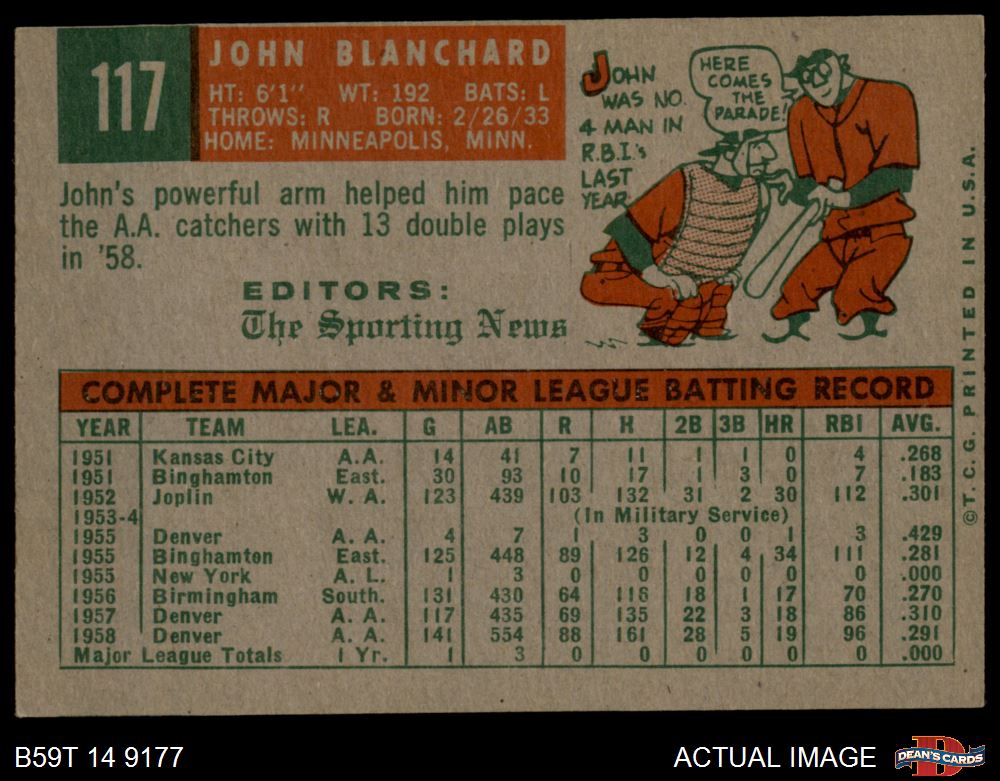 117
JOHN BLANCHARD
HT: 6'1" WT: 192 BATS: L
THROWS: R BORN: 2/26/33
HOME: MINNEAPOLIS, MINN.
John's powerful arm helped him pace
the A.A. catchers with 13 double plays
in '58.
EDITORS:
The Sporting News
JOHN
WAS NO.
4 MAN IN
R.B.I.'s
LAST
YEAR
HERE
COMES
THE
PARADE!
COMPLETE MAJOR & MINOR LEAGUE BATTING RECORD
YEAR TEAM LEA. G AB R H 2B 3B HR RBI AVG.
1951 Kansas City A.A. 14 41 7 11 1 1 0 4 .268
1951 Binghamton East. 30 93 10 17 1 3 0 7 .183
1952 Joplin W. A. 123 439 103 132 31 2 30 112 .301
1953-4 (In Military Service)
1955 Denver A. A. 4 7 1 3 0 0 1 3 .429
1955 Binghamton East. 125 448 89 126 12 4 34 111 .281
1955 New York A. L. 1 3 0 0 0 0 0 0 .000
1956 Birmingham South. 131 430 64 116 18 1 17 70 .270
1957 Denver A. A. 117 435 69 135 22 3 18 86 .310
1958 Denver A. A. 141 554 88 161 28 5 19 96 .291
Major League Totals 1 Yr. 1 3 0 0 0 0 0 0 .000
© T. C. G. PRINTED IN U.S.A.
B59T 14 9177
ACTUAL IMAGE
D
DEAN'S CARDS